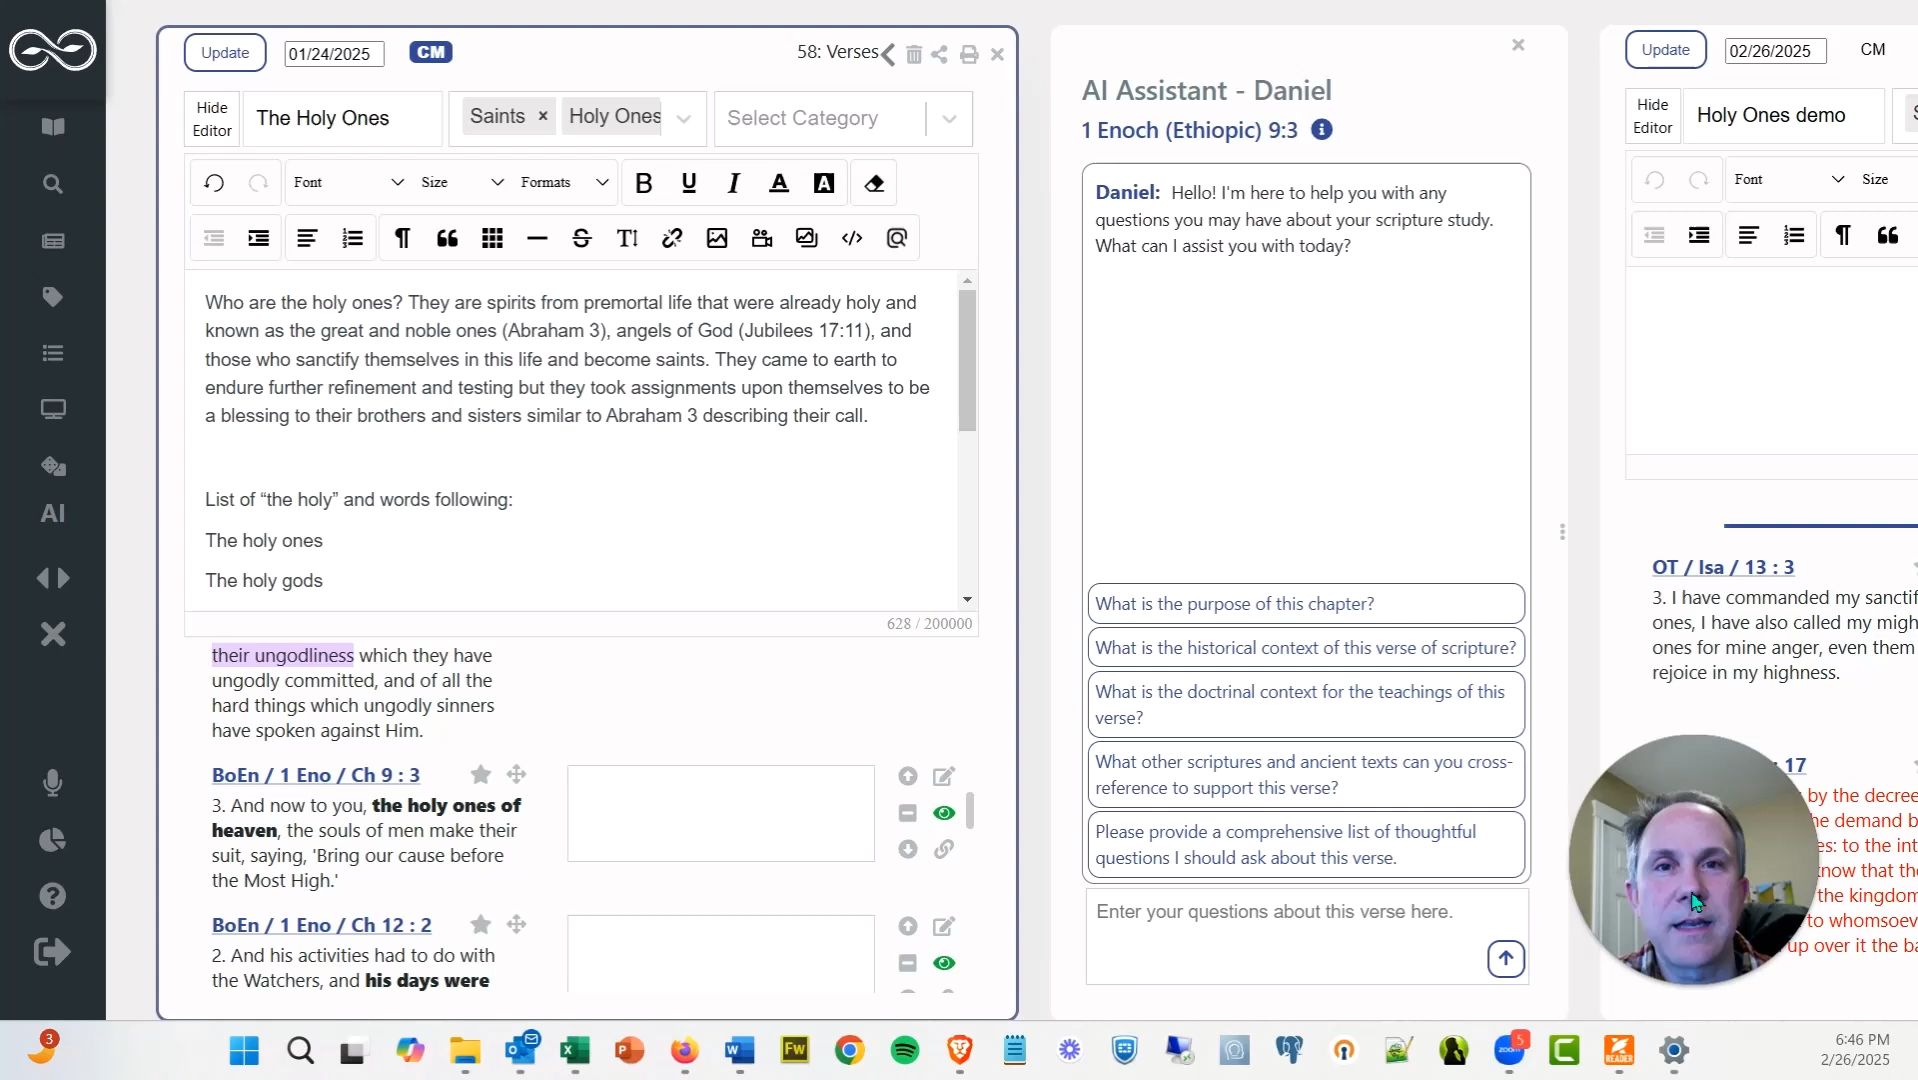 Update
01/24/2025
CM
58: Verses
Hide
Editor
The Holy Ones
Saints
Holy Ones
Select Category
Font
Size
Formats
Who are the holy ones? They are spirits from premortal life that were already holy and
known as the great and noble ones (Abraham 3), angels of God (Jubilees 17:11), and
those who sanctify themselves in this life and become saints. They came to earth to
endure further refinement and testing but they took assignments upon themselves to be
a blessing to their brothers and sisters similar to Abraham 3 describing their call.
List of “the holy” and words following:
The holy ones
The holy gods
628 / 200000
their ungodliness which they have
ungodly committed, and of all the
hard things which ungodly sinners
have spoken against Him.
BoEn / 1 Eno / Ch 9 : 3
3. And now to you, the holy ones of
heaven, the souls of men make their
suit, saying, 'Bring our cause before
the Most High.'
BoEn / 1 Eno / Ch 12 : 2
2. And his activities had to do with
the Watchers, and his days were
AI
AI Assistant - Daniel
1 Enoch (Ethiopic) 9:3
Daniel: Hello! I'm here to help you with any
questions you may have about your scripture study.
What can I assist you with today?
What is the purpose of this chapter?
What is the historical context of this verse of scripture?
What is the doctrinal context for the teachings of this
verse?
What other scriptures and ancient texts can you cross-
reference to support this verse?
Please provide a comprehensive list of thoughtful
questions I should ask about this verse.
Enter your questions about this verse here.
Update
02/26/2025
CM
Hide
Editor
Holy Ones demo
Font
Size
OT / Isa / 13 : 3
3. I have commanded my sanctif
ones, I have also called my migh
ones for mine anger, even them
rejoice in my highness.
17
by the decree
he demand b
es: to the int
know that the
the kingdom
to whomsoev
up over it the ba
3
Fw
zoom
5
READER
6:46 PM
2/26/2025